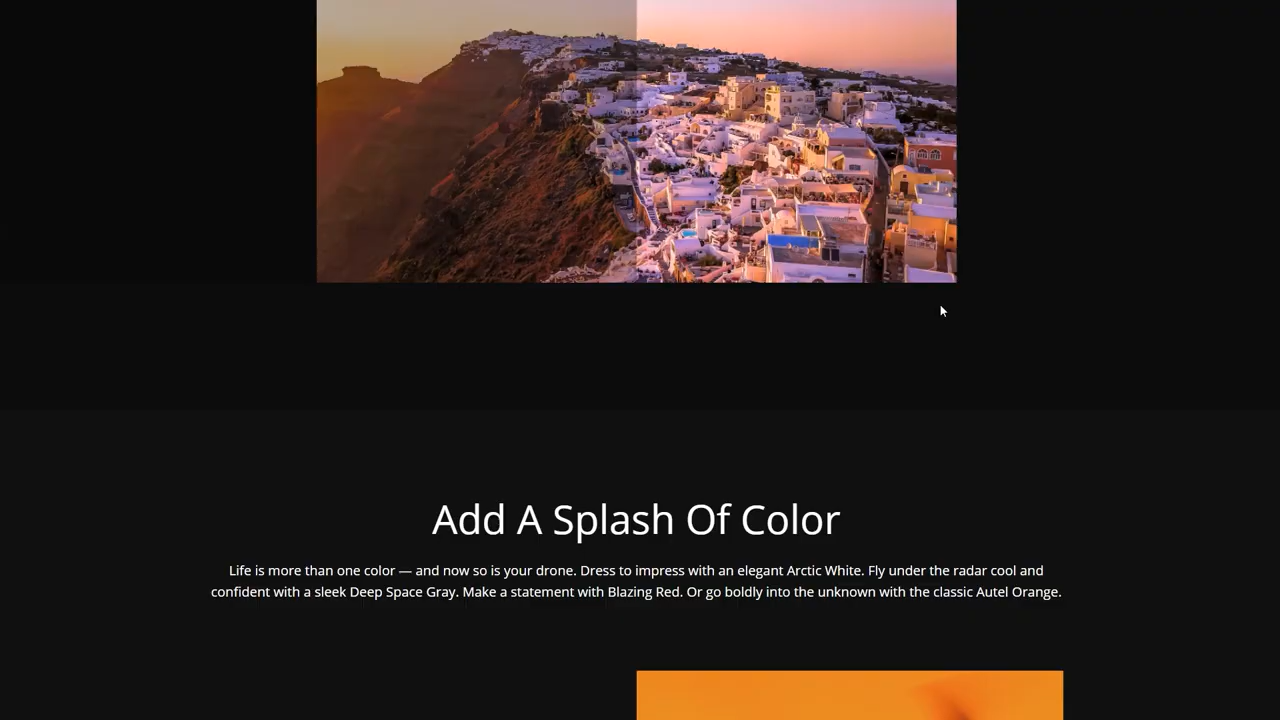 Add A Splash Of Color
Life is more than one color — and now so is your drone. Dress to impress with an elegant Arctic White. Fly under the radar cool and
confident with a sleek Deep Space Gray. Make a statement with Blazing Red. Or go boldly into the unknown with the classic Autel Orange.